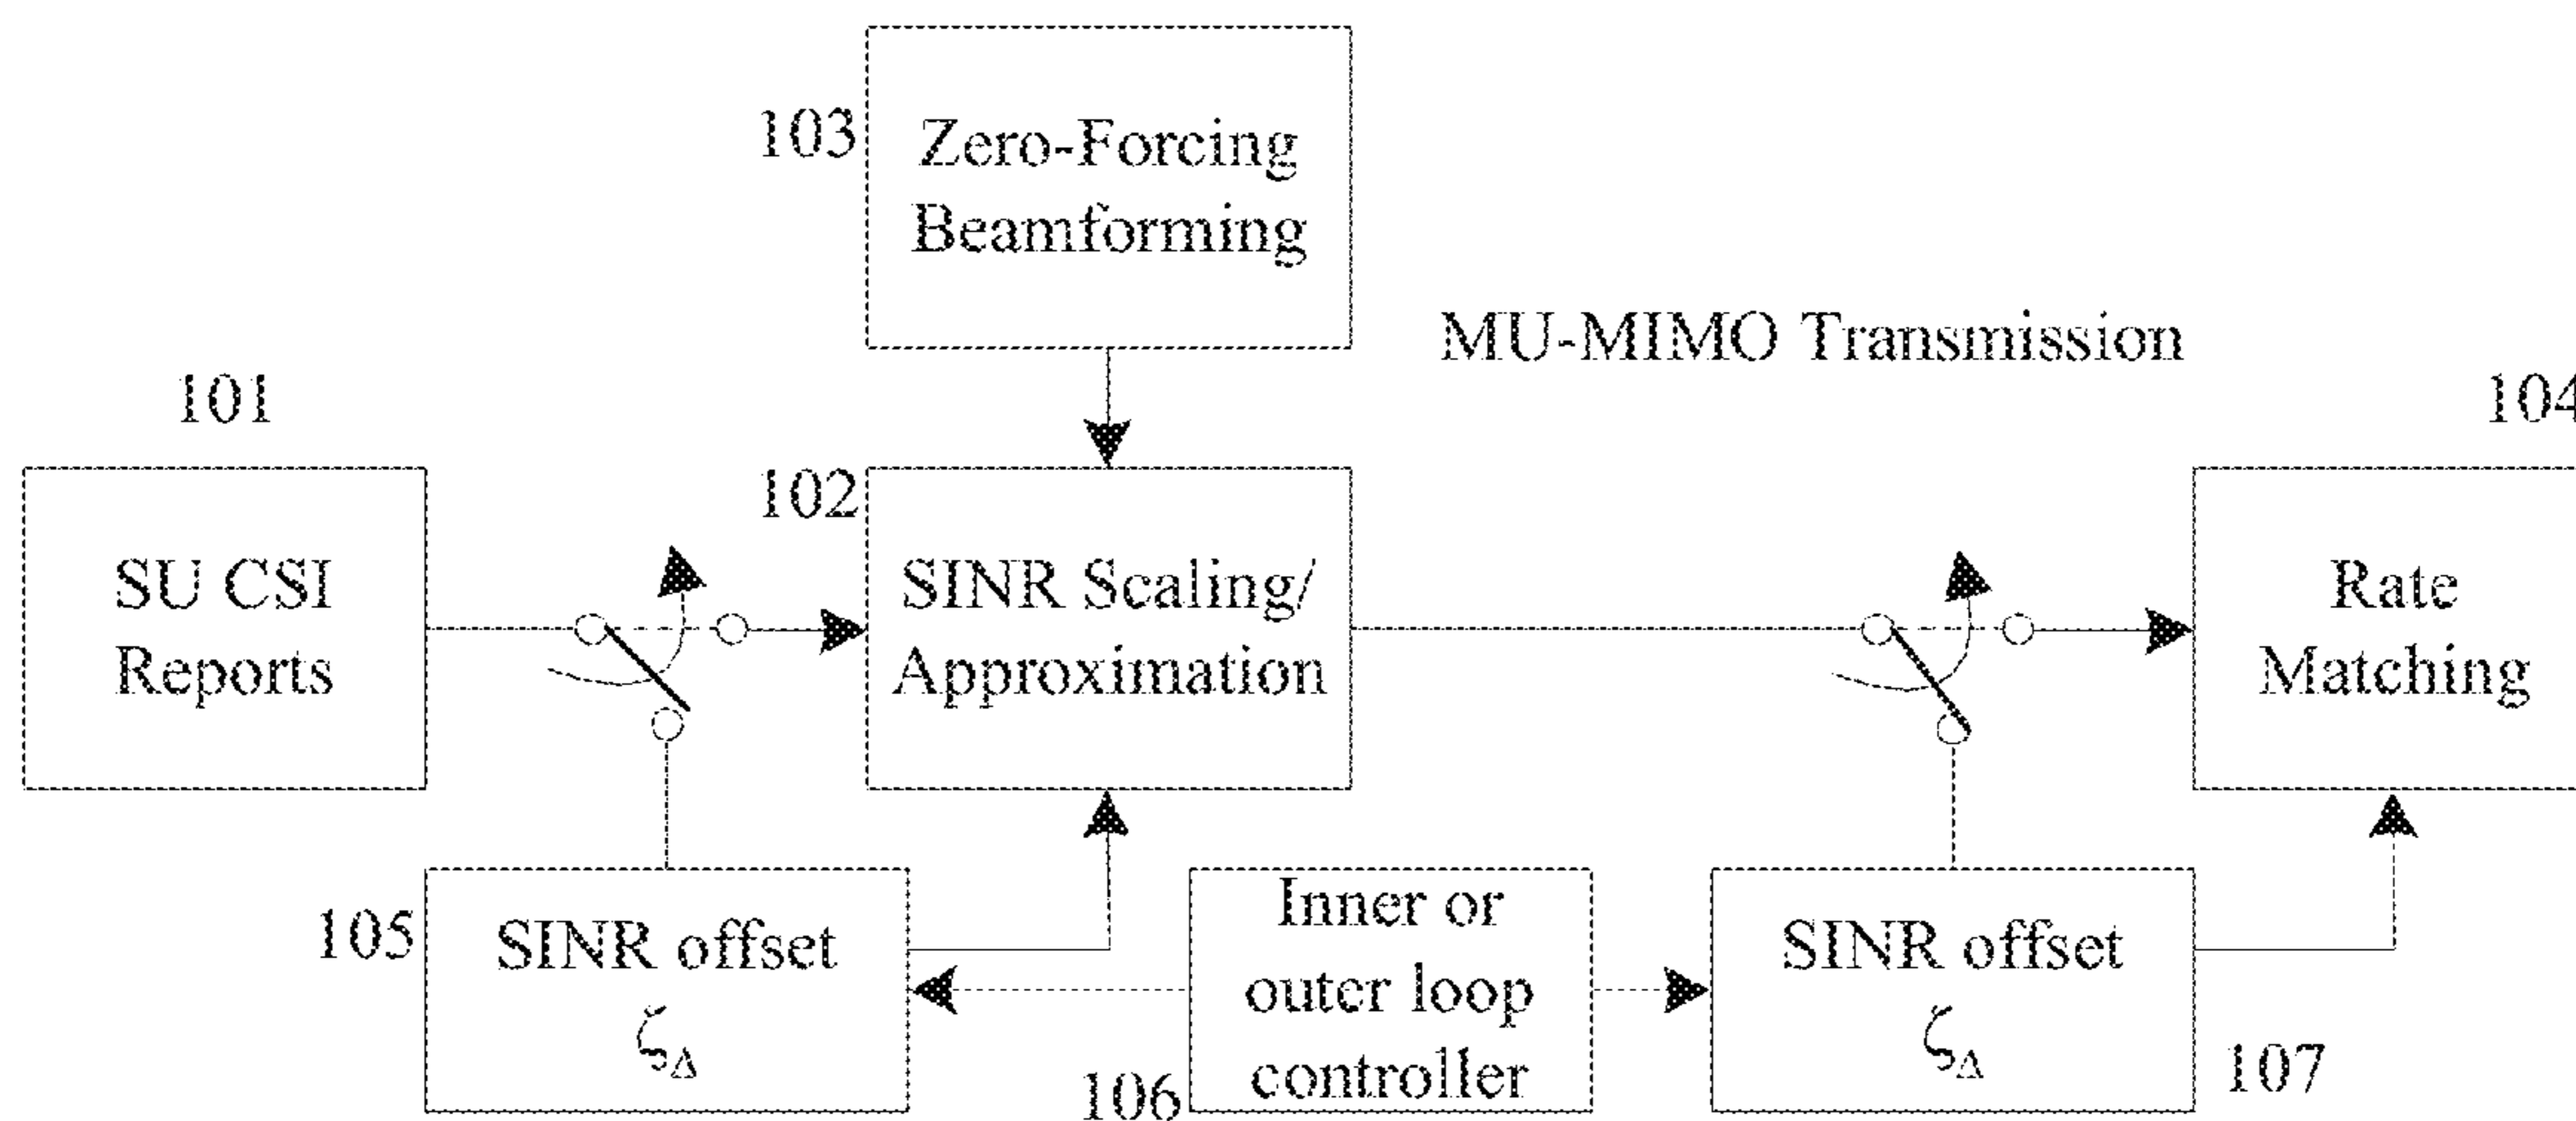 103
Zero-Forcing
Beamforming
MU-MIMO Transmission
101
104
102
SU CSI
Reports
SINR Scaling/
Approximation
Rate
Matching
105
SINR offset
ζΔ
Inner or
outer loop
controller
106
SINR offset
ζΔ
107